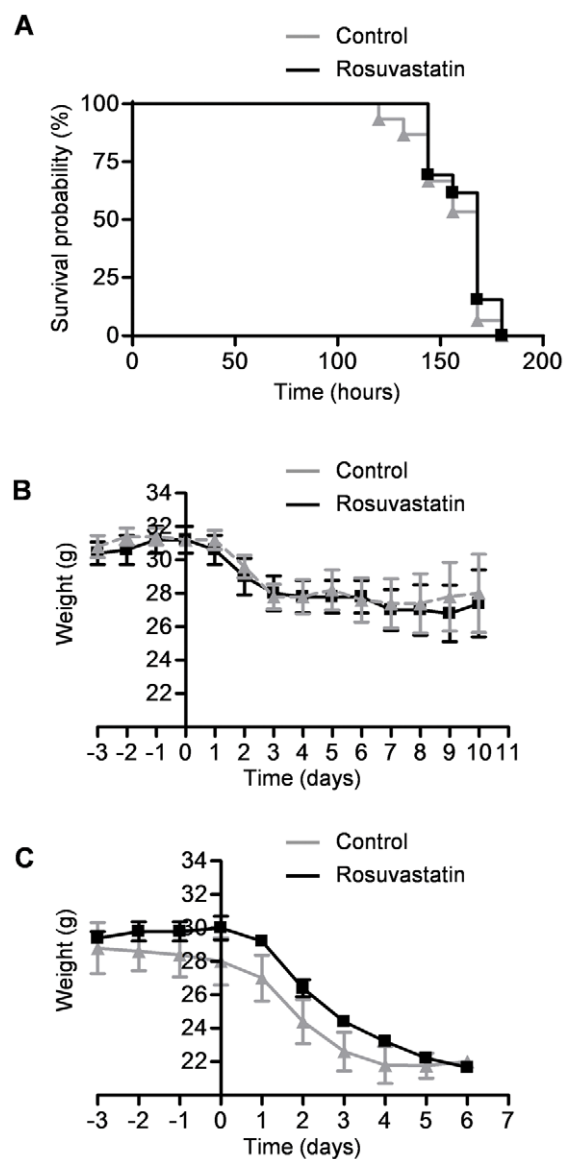 A
Control
Rosuvastatin
Survival probability (%)
100
75
50
25
0
0 50 100 150 200
Time (hours)
B
Control
Rosuvastatin
Weight (g)
34
32
30
28
26
24
22
-3 -2 -1 0 1 2 3 4 5 6 7 8 9 10 11
Time (days)
C
Control
Rosuvastatin
Weight (g)
34
32
30
28
26
24
22
-3 -2 -1 0 1 2 3 4 5 6 7
Time (days)